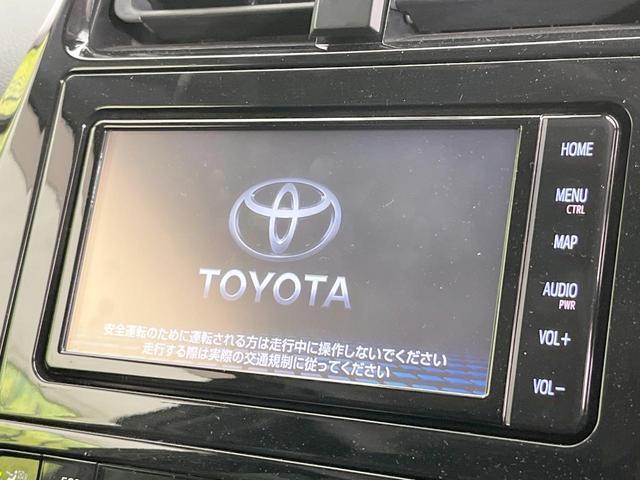 TOYOTA
安全運転のために運転される方は走行中に操作しないでください
走行する際は実際の交通規制に従ってください
HOME
MENU
CTRL
MAP
AUDIO
PWR
VOL+
VOL−